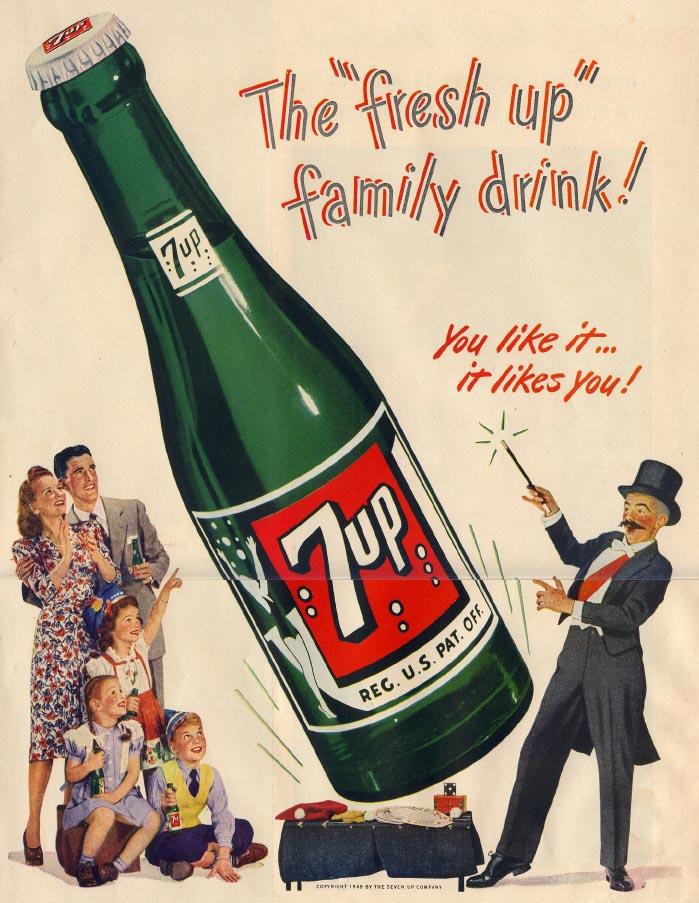 7up
The "fresh up"
family drink!
7up
You like it...
it likes you!
7up
REG. U.S. PAT. OFF.
COPYRIGHT 1948 BY THE SEVEN UP COMPANY